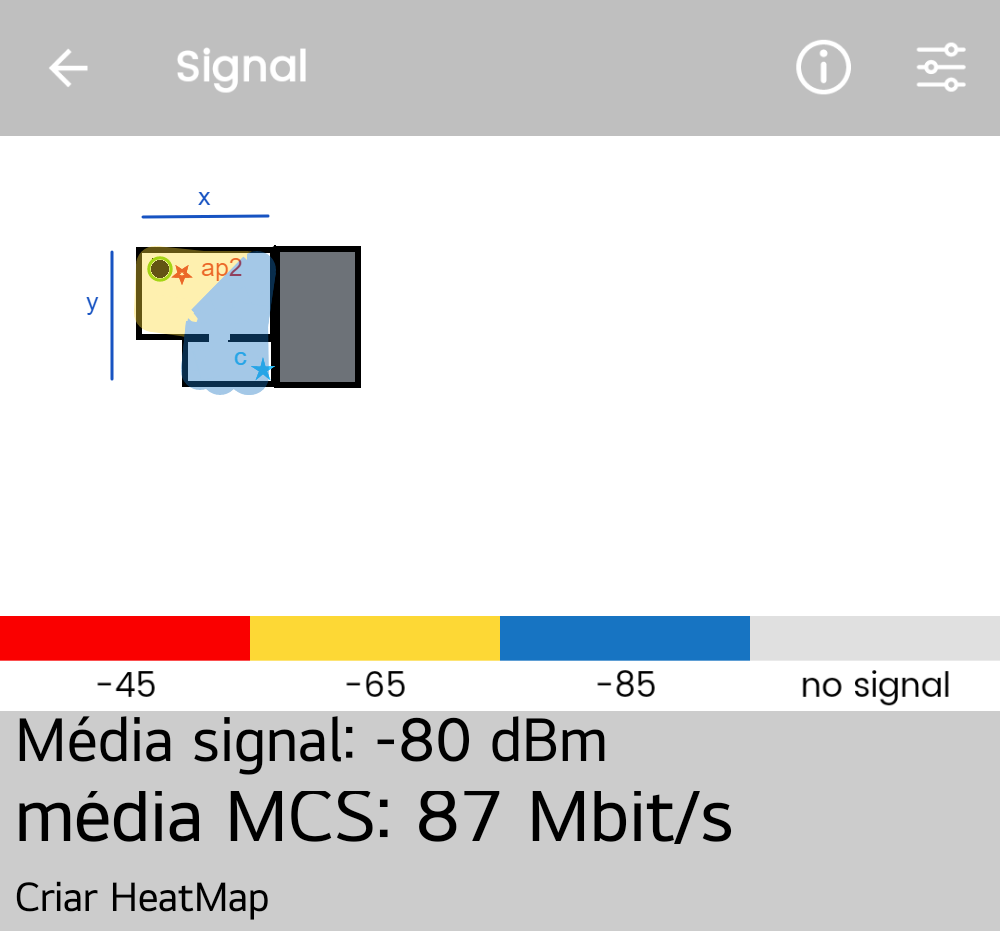 Signal
x
ap2
y
c
-45 -65 -85 no signal
Média signal: -80 dBm
média MCS: 87 Mbit/s
Criar HeatMap